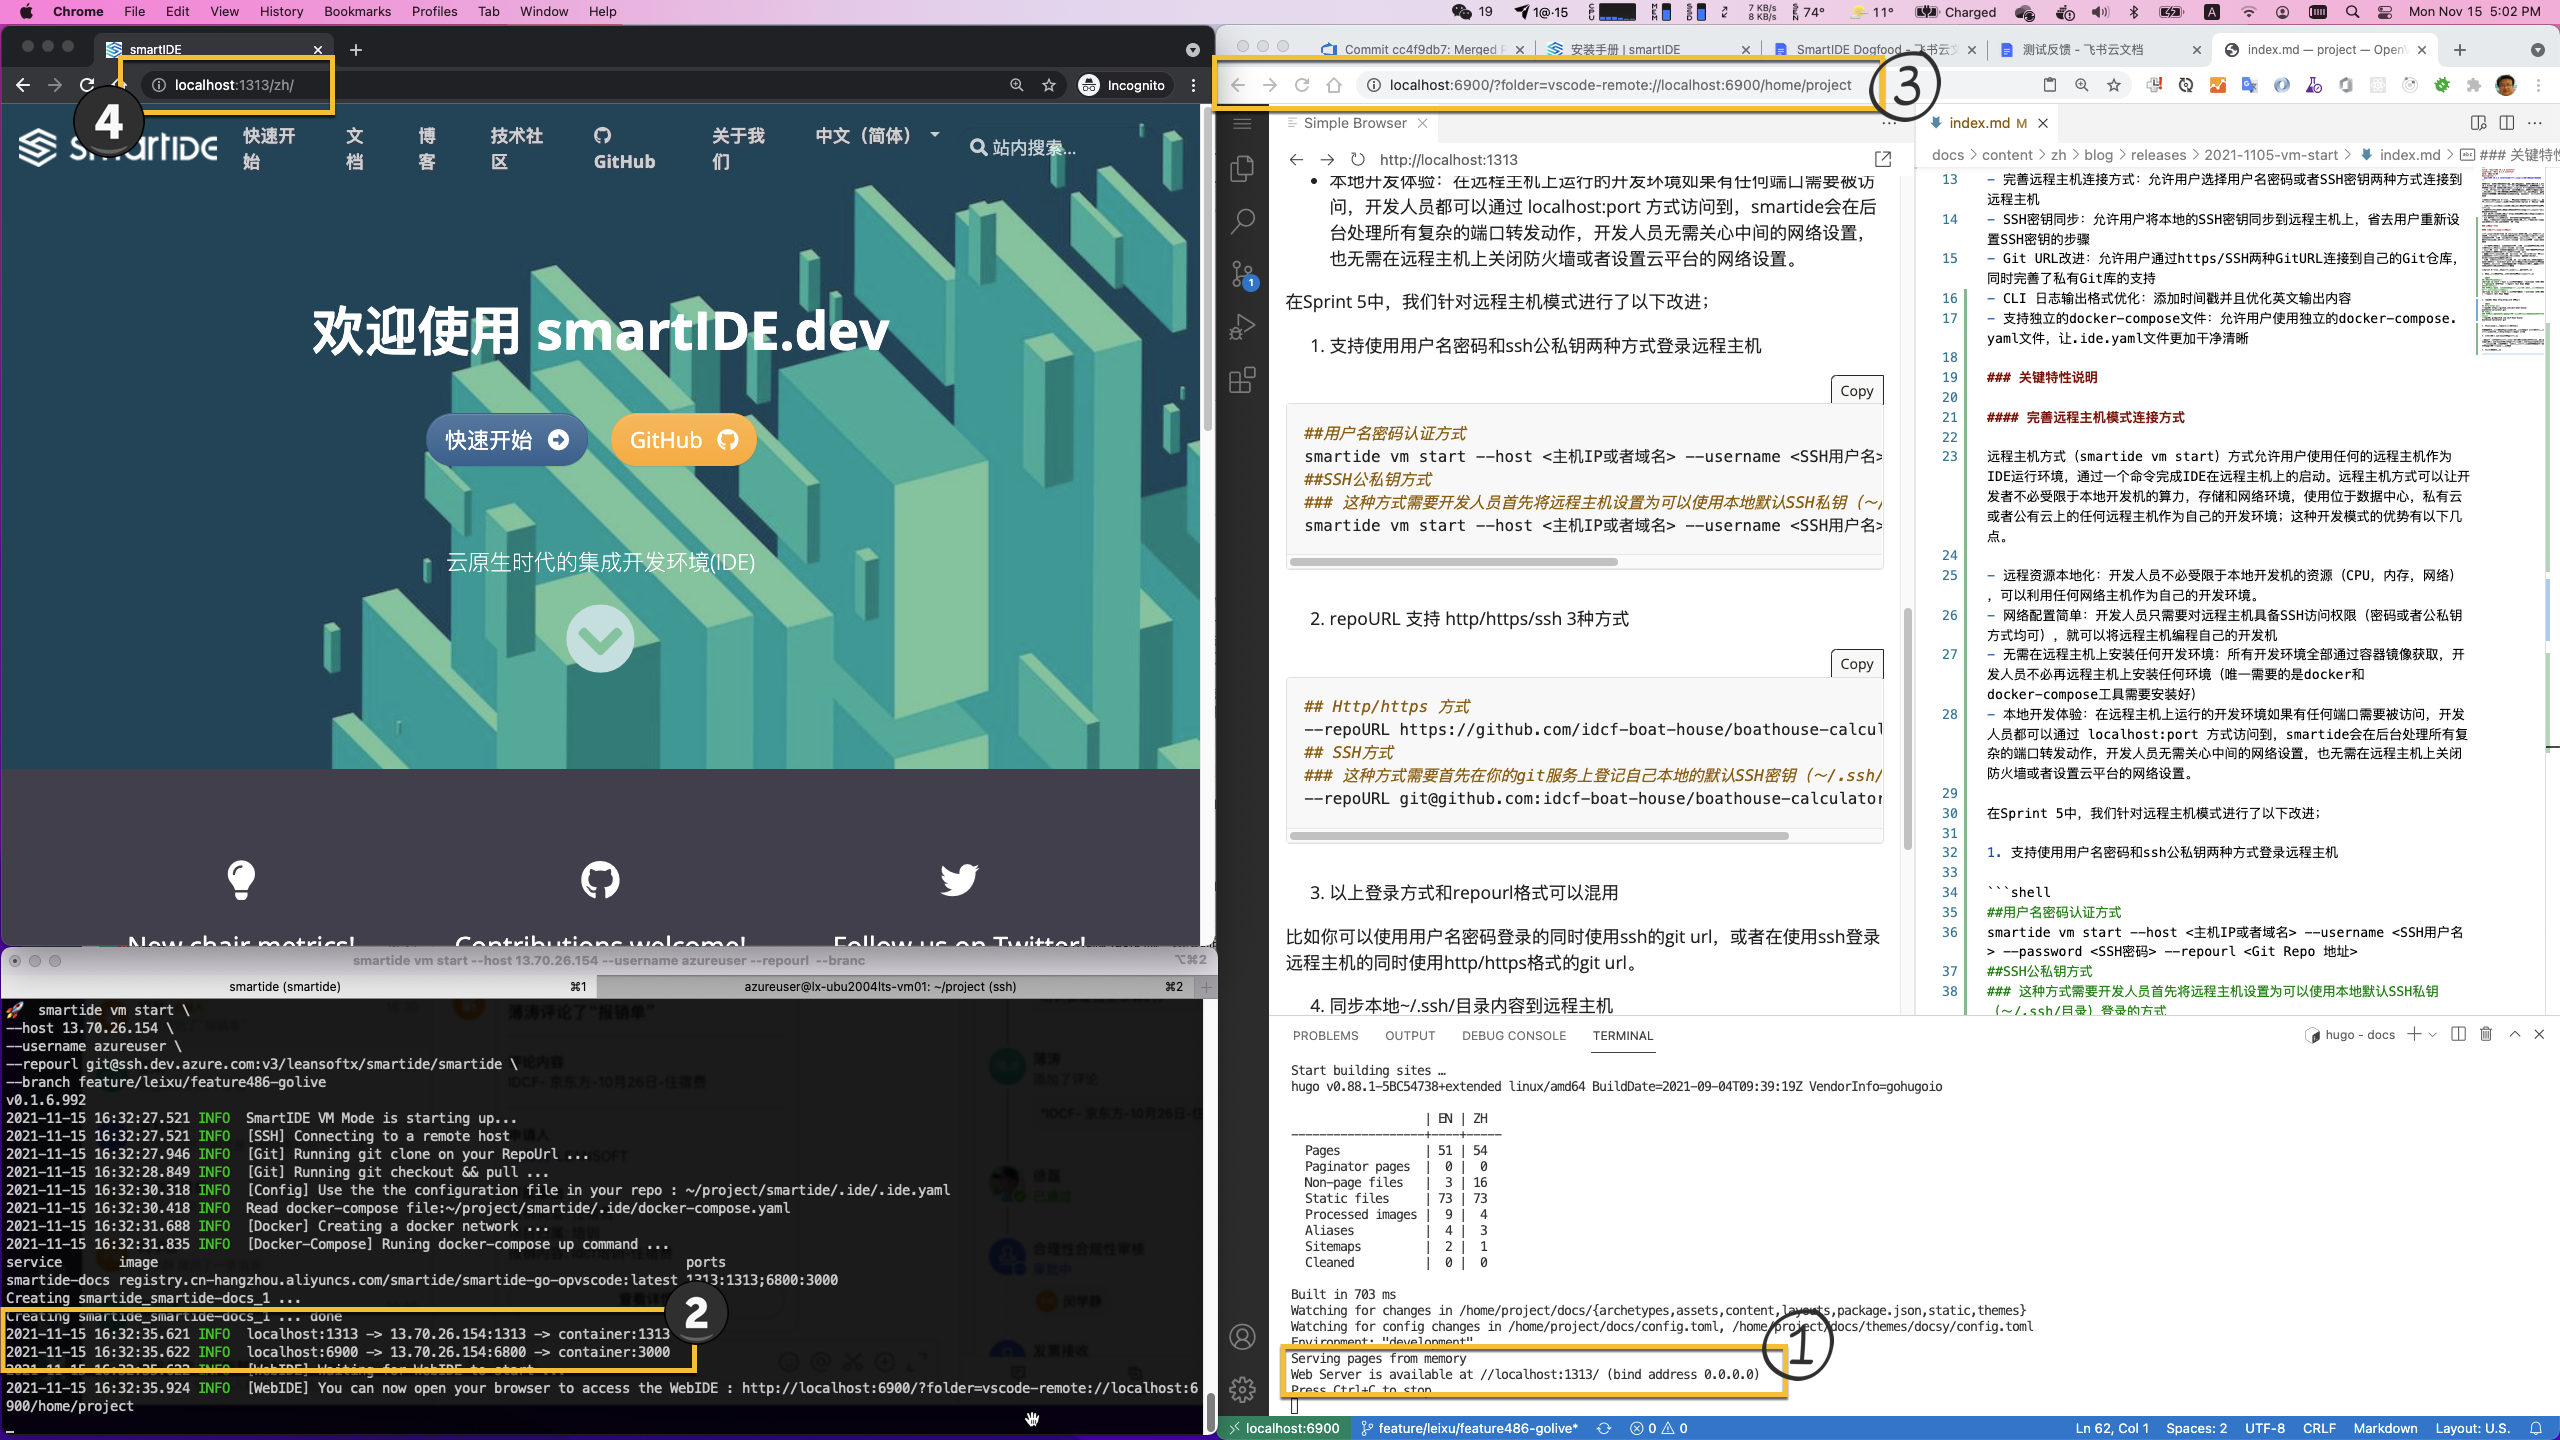 Chrome File Edit View History Bookmarks Profiles Tab Window Help
19 1@·15 7 KB/s 8 KB/s 74° 11° Charged Mon Nov 15 5:02 PM
smartIDE
localhost:1313/zh/
Incognito
4
smartIDE
快速开始
文档
博客
技术社区
GitHub
关于我们
中文（简体）
站内搜索...
欢迎使用 smartIDE.dev
快速开始
GitHub
云原生时代的集成开发环境(IDE)
New chair metrics! Contributions welcome! Follow us on Twitter!
smartide vm start --host 13.70.26.154 --username azureuser --repourl --branc ⌥⌘2
smartide (smartide) ⌘1 azureuser@lx-ubu2004lts-vm01: ~/project (ssh) ⌘2
smartide vm start \
--host 13.70.26.154 \
--username azureuser \
--repourl git@ssh.dev.azure.com:v3/leansoftx/smartide/smartide \
--branch feature/leixu/feature486-golive
v0.1.6.992
2021-11-15 16:32:27.521 INFO SmartIDE VM Mode is starting up...
2021-11-15 16:32:27.521 INFO [SSH] Connecting to a remote host
2021-11-15 16:32:27.946 INFO [Git] Running git clone on your RepoUrl ...
2021-11-15 16:32:28.849 INFO [Git] Running git checkout && pull ...
2021-11-15 16:32:30.318 INFO [Config] Use the the configuration file in your repo : ~/project/smartide/.ide/.ide.yaml
2021-11-15 16:32:30.418 INFO Read docker-compose file:~/project/smartide/.ide/docker-compose.yaml
2021-11-15 16:32:31.688 INFO [Docker] Creating a docker network ...
2021-11-15 16:32:31.835 INFO [Docker-Compose] Runing docker-compose up command ...
service image ports
smartide-docs registry.cn-hangzhou.aliyuncs.com/smartide/smartide-go-opvscode:latest 1313:1313;6800:3000
Creating smartide_smartide-docs_1 ...
Creating smartide_smartide-docs_1 ... done
2021-11-15 16:32:35.621 INFO localhost:1313 -> 13.70.26.154:1313 -> container:1313
2021-11-15 16:32:35.622 INFO localhost:6900 -> 13.70.26.154:6800 -> container:3000
2021-11-15 16:32:35.622 INFO [WebIDE] Waiting for WebIDE to start
2021-11-15 16:32:35.924 INFO [WebIDE] You can now open your browser to access the WebIDE : http://localhost:6900/?folder=vscode-remote://localhost:6
900/home/project
2
Commit cc4f9db7: Merged 安装手册 | smartIDE SmartIDE Dogfood - 飞书云 测试反馈 - 飞书云文档 index.md — project — Open
localhost:6900/?folder=vscode-remote://localhost:6900/home/project
3
Simple Browser
http://localhost:1313
• 本地开发体验：在远程主机上运行的开发环境如果有任何端口需要被访
问，开发人员都可以通过 localhost:port 方式访问到，smartide会在后
台处理所有复杂的端口转发动作，开发人员无需关心中间的网络设置，
也无需在远程主机上关闭防火墙或者设置云平台的网络设置。
在Sprint 5中，我们针对远程主机模式进行了以下改进；
1. 支持使用用户名密码和ssh公私钥两种方式登录远程主机
Copy
##用户名密码认证方式
smartide vm start --host <主机IP或者域名> --username <SSH用户名>
##SSH公私钥方式
### 这种方式需要开发人员首先将远程主机设置为可以使用本地默认SSH私钥（~/
smartide vm start --host <主机IP或者域名> --username <SSH用户名>
2. repoURL 支持 http/https/ssh 3种方式
Copy
## Http/https 方式
--repoURL https://github.com/idcf-boat-house/boathouse-calcul
## SSH方式
### 这种方式需要首先在你的git服务上登记自己本地的默认SSH密钥（~/.ssh/
--repoURL git@github.com:idcf-boat-house/boathouse-calculator
3. 以上登录方式和repourl格式可以混用
比如你可以使用用户名密码登录的同时使用ssh的git url，或者在使用ssh登录
远程主机的同时使用http/https格式的git url。
4. 同步本地~/.ssh/目录内容到远程主机
index.md M
docs > content > zh > blog > releases > 2021-1105-vm-start > index.md > ### 关键特性
13 - 完善远程主机连接方式：允许用户选择用户名密码或者SSH密钥两种方式连接到
远程主机
14 - SSH密钥同步：允许用户将本地的SSH密钥同步到远程主机上，省去用户重新设
置SSH密钥的步骤
15 - Git URL改进：允许用户通过https/SSH两种GitURL连接到自己的Git仓库，
同时完善了私有Git库的支持
16 - CLI 日志输出格式优化：添加时间戳并且优化英文输出内容
17 - 支持独立的docker-compose文件：允许用户使用独立的docker-compose.
yaml文件，让.ide.yaml文件更加干净清晰
18
19 ### 关键特性说明
20
21 #### 完善远程主机模式连接方式
22
23 远程主机方式（smartide vm start）方式允许用户使用任何的远程主机作为
IDE运行环境，通过一个命令完成IDE在远程主机上的启动。远程主机方式可以让开
发者不必受限于本地开发机的算力，存储和网络环境，使用位于数据中心，私有云
或者公有云上的任何远程主机作为自己的开发环境；这种开发模式的优势有以下几
点。
24
25 - 远程资源本地化：开发人员不必受限于本地开发机的资源（CPU，内存，网络）
，可以利用任何网络主机作为自己的开发环境。
26 - 网络配置简单：开发人员只需要对远程主机具备SSH访问权限（密码或者公私钥
方式均可），就可以将远程主机编程自己的开发机
27 - 无需在远程主机上安装任何开发环境：所有开发环境全部通过容器镜像获取，开
发人员不必再远程主机上安装任何环境（唯一需要的是docker和
docker-compose工具需要安装好）
28 - 本地开发体验：在远程主机上运行的开发环境如果有任何端口需要被访问，开发
人员都可以通过 localhost:port 方式访问到，smartide会在后台处理所有复
杂的端口转发动作，开发人员无需关心中间的网络设置，也无需在远程主机上关闭
防火墙或者设置云平台的网络设置。
29
30 在Sprint 5中，我们针对远程主机模式进行了以下改进；
31
32 1. 支持使用用户名密码和ssh公私钥两种方式登录远程主机
33
34 ```shell
35 ##用户名密码认证方式
36 smartide vm start --host <主机IP或者域名> --username <SSH用户名
> --password <SSH密码> --repourl <Git Repo 地址>
37 ##SSH公私钥方式
38 ### 这种方式需要开发人员首先将远程主机设置为可以使用本地默认SSH私钥
（~/.ssh/目录）登录的方式
PROBLEMS OUTPUT DEBUG CONSOLE TERMINAL hugo - docs
Start building sites …
hugo v0.88.1-5BC54738+extended linux/amd64 BuildDate=2021-09-04T09:39:19Z VendorInfo=gohugoio
| EN | ZH
-------------------+----+-----
Pages | 51 | 54
Paginator pages | 0 | 0
Non-page files | 3 | 16
Static files | 73 | 73
Processed images | 9 | 4
Aliases | 4 | 3
Sitemaps | 2 | 1
Cleaned | 0 | 0
Built in 703 ms
Watching for changes in /home/project/docs/{archetypes,assets,content,layouts,package.json,static,themes}
Watching for config changes in /home/project/docs/config.toml, /home/project/docs/themes/docsy/config.toml
Environment: "development"
Serving pages from memory
Web Server is available at //localhost:1313/ (bind address 0.0.0.0)
Press Ctrl+C to stop
1
localhost:6900 feature/leixu/feature486-golive* 0 0 Ln 62, Col 1 Spaces: 2 UTF-8 CRLF Markdown Layout: U.S.